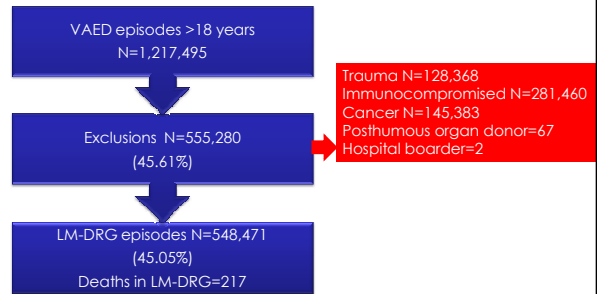 VAED episodes >18 years
N=1,217,495
Trauma N=128,368
Immunocompromised N=281,460
Cancer N=145,383
Posthumous organ donor=67
Hospital boarder=2
Exclusions N=555,280
(45.61%)
LM-DRG episodes N=548,471
(45.05%)
Deaths in LM-DRG=217